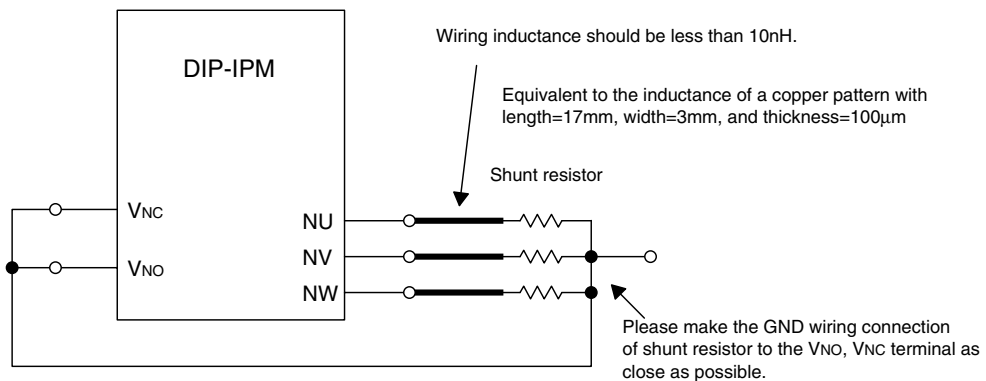 Wiring inductance should be less than 10nH.
DIP-IPM
Equivalent to the inductance of a copper pattern with
length=17mm, width=3mm, and thickness=100μm
Shunt resistor
VNC
NU
VNO
NV
NW
Please make the GND wiring connection
of shunt resistor to the VNO, VNC terminal as
close as possible.